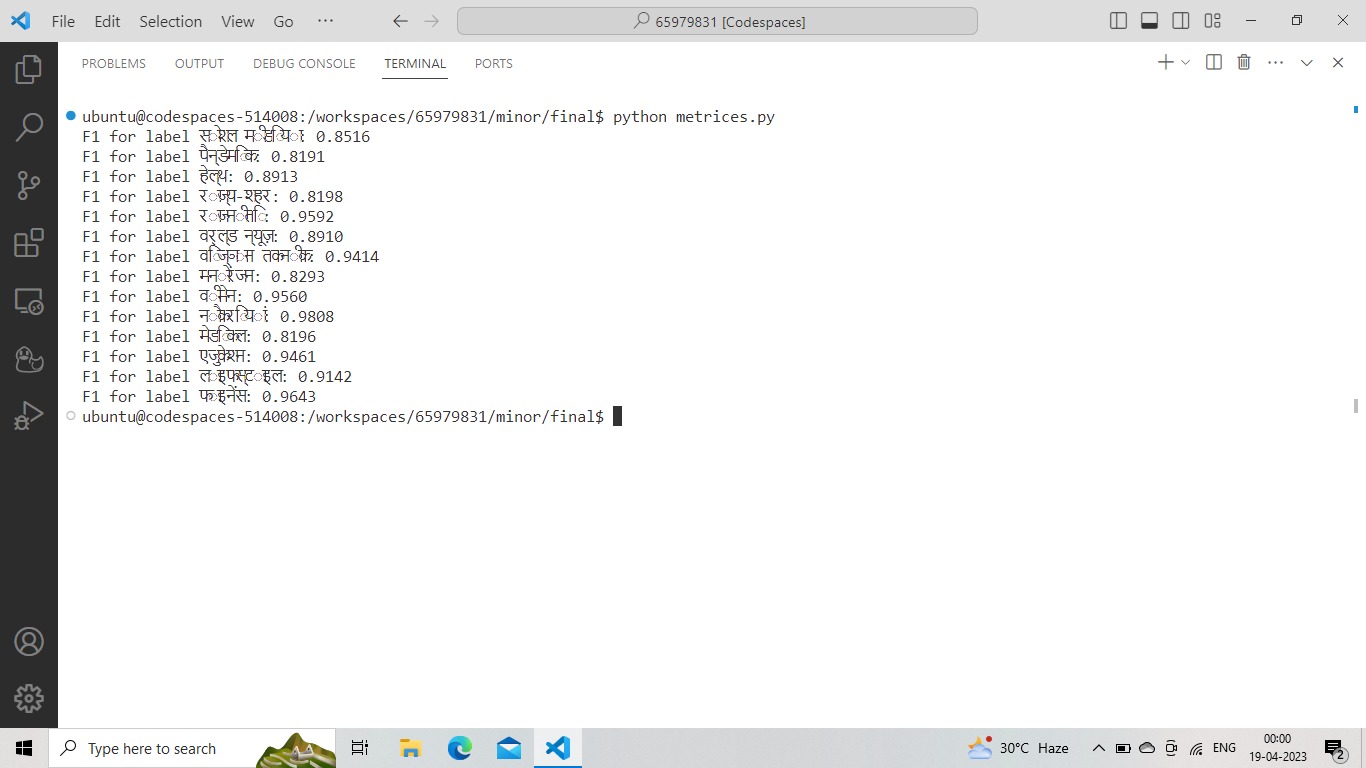 File Edit Selection View Go ··· 65979831 [Codespaces]
PROBLEMS OUTPUT DEBUG CONSOLE TERMINAL PORTS
ubuntu@codespaces-514008:/workspaces/65979831/minor/final$ python metrices.py
F1 for label सोशल मीडिया: 0.8516
F1 for label पैन्डेमिक: 0.8191
F1 for label हेल्थ: 0.8913
F1 for label राज्य-शहर: 0.8198
F1 for label राजनीति: 0.9592
F1 for label वर्ल्ड न्यूज़: 0.8910
F1 for label विज्ञान तकनीक: 0.9414
F1 for label मनोरंजन: 0.8293
F1 for label वीमेन: 0.9560
F1 for label नौकरियां: 0.9808
F1 for label मेडिकल: 0.8196
F1 for label एजुकेशन: 0.9461
F1 for label लाइफस्टाइल: 0.9142
F1 for label फाइनेंस: 0.9643
ubuntu@codespaces-514008:/workspaces/65979831/minor/final$
Type here to search 30°C Haze ENG 00:00 2
19-04-2023